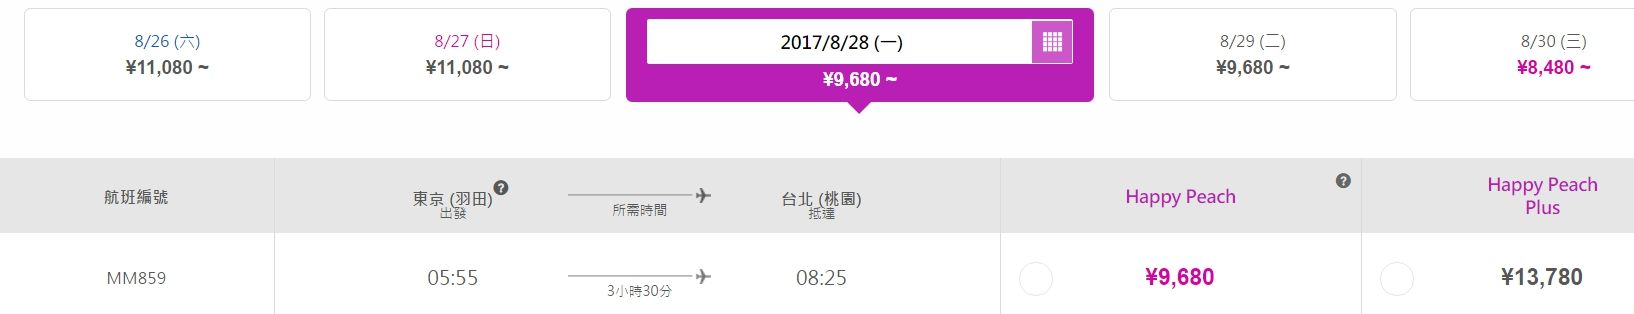 8/26 (六)
¥11,080 ~
8/27 (日)
¥11,080 ~
2017/8/28 (一)
¥9,680 ~
8/29 (二)
¥9,680 ~
8/30 (三)
¥8,480 ~
航班編號
東京 (羽田)
出發
所需時間
台北 (桃園)
抵達
Happy Peach
Happy Peach
Plus
MM859
05:55
3小時30分
08:25
¥9,680
¥13,780